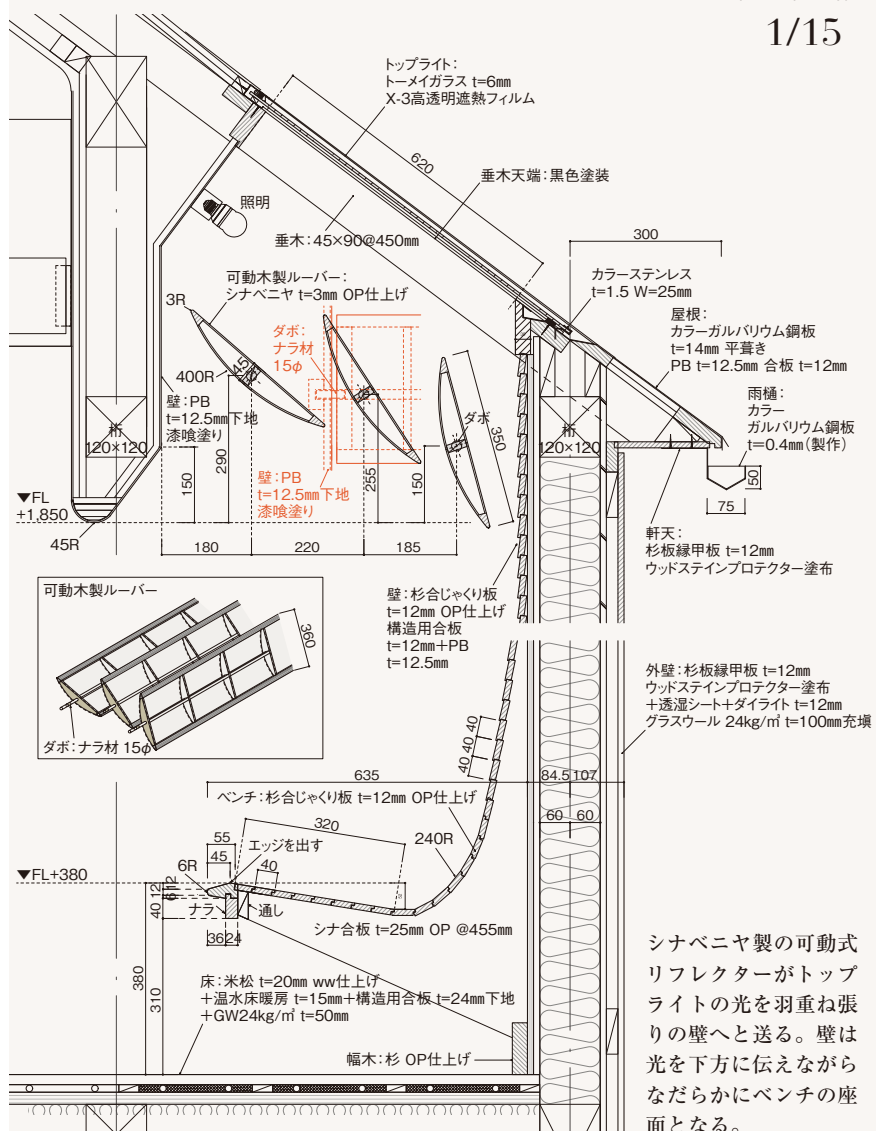 1/15
トップライト：
トーメイガラス t=6mm
X-3高透明遮熱フィルム
620
垂木天端：黒色塗装
照明
垂木：45×90@450mm
300
可動木製ルーバー：
シナベニヤ t=3mm OP仕上げ
カラーステンレス
t=1.5 W=25mm
3R
ダボ：
ナラ材
15φ
屋根：
カラーガルバリウム鋼板
t=14mm 平葺き
PB t=12.5mm 合板 t=12mm
45
400R
壁：PB
t=12.5mm下地
漆喰塗り
ダボ
350
雨樋：
カラー
ガルバリウム鋼板
t=0.4mm（製作）
桁
120×120
桁
120×120
290
150
255
150
壁：PB
t=12.5mm下地
漆喰塗り
50
75
▼FL
+1,850
45R
180
220
185
軒天：
杉板縁甲板 t=12mm
ウッドステインプロテクター塗布
可動木製ルーバー
360
ダボ：ナラ材 15φ
壁：杉合じゃくり板
t=12mm OP仕上げ
構造用合板
t=12mm+PB
t=12.5mm
外壁：杉板縁甲板 t=12mm
ウッドステインプロテクター塗布
+透湿シート+ダイライト t=12mm
グラスウール 24kg/㎥ t=100mm充塡
40
40
40
635
84.5
107
ベンチ：杉合じゃくり板 t=12mm OP仕上げ
60
60
320
55
45
エッジを出す
240R
6R
40
▼FL+380
12
12
6
40
ナラ
通し
シナ合板 t=25mm OP @455mm
36
24
380
310
床：米松 t=20mm ww仕上げ
+温水床暖房 t=15mm+構造用合板 t=24mm下地
+GW24kg/㎥ t=50mm
幅木：杉 OP仕上げ
シナベニヤ製の可動式
リフレクターがトップ
ライトの光を羽重ね張
りの壁へと送る。壁は
光を下方に伝えながら
なだらかにベンチの座
面となる。